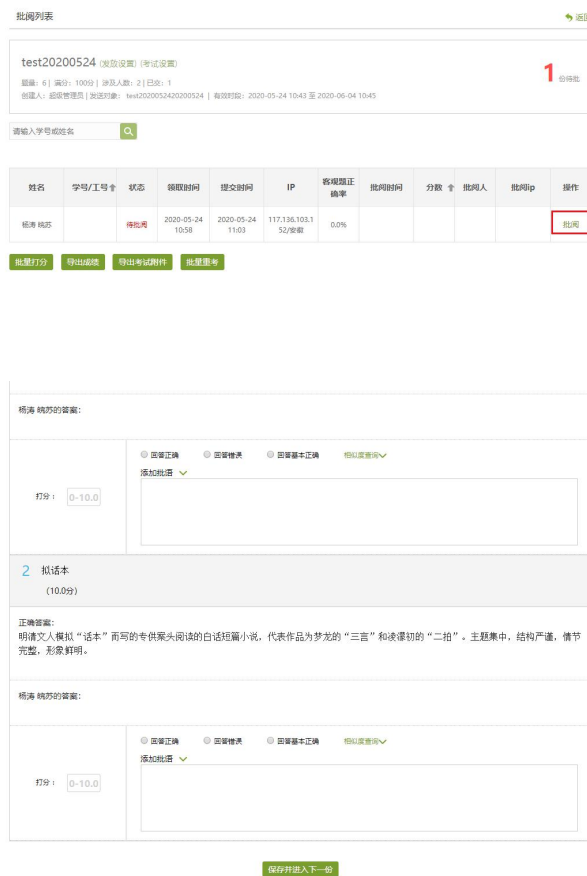 批阅列表
返回
test20200524 (发放设置) (考试设置)
题量：6 | 满分：100分 | 涉及人数：2 | 已交：1
创建人：超级管理员 | 发送对象： test2020052420200524 | 有效时段：2020-05-24 10:43 至 2020-06-04 10:45
1 份待批
请输入学号或姓名
姓名 学号/工号 状态 领取时间 提交时间 IP 客观题正确率 批阅时间 分数 批阅人 批阅ip 操作
杨涛 皖苏 待批阅 2020-05-24 10:58 2020-05-24 11:03 117.136.103.152/安徽 0.0% 批阅
批量打分 导出成绩 导出考试附件 批量重考
杨涛 皖苏的答案：
回答正确 回答错误 回答基本正确 相似度查询
添加批语
打分： 0-10.0
2 拟话本
(10.0分)
正确答案：
明清文人模拟“话本”而写的专供案头阅读的白话短篇小说，代表作品为梦龙的“三言”和凌濛初的“二拍”。主题集中，结构严谨，情节
完整，形象鲜明。
杨涛 皖苏的答案：
回答正确 回答错误 回答基本正确 相似度查询
添加批语
打分： 0-10.0
保存并进入下一份